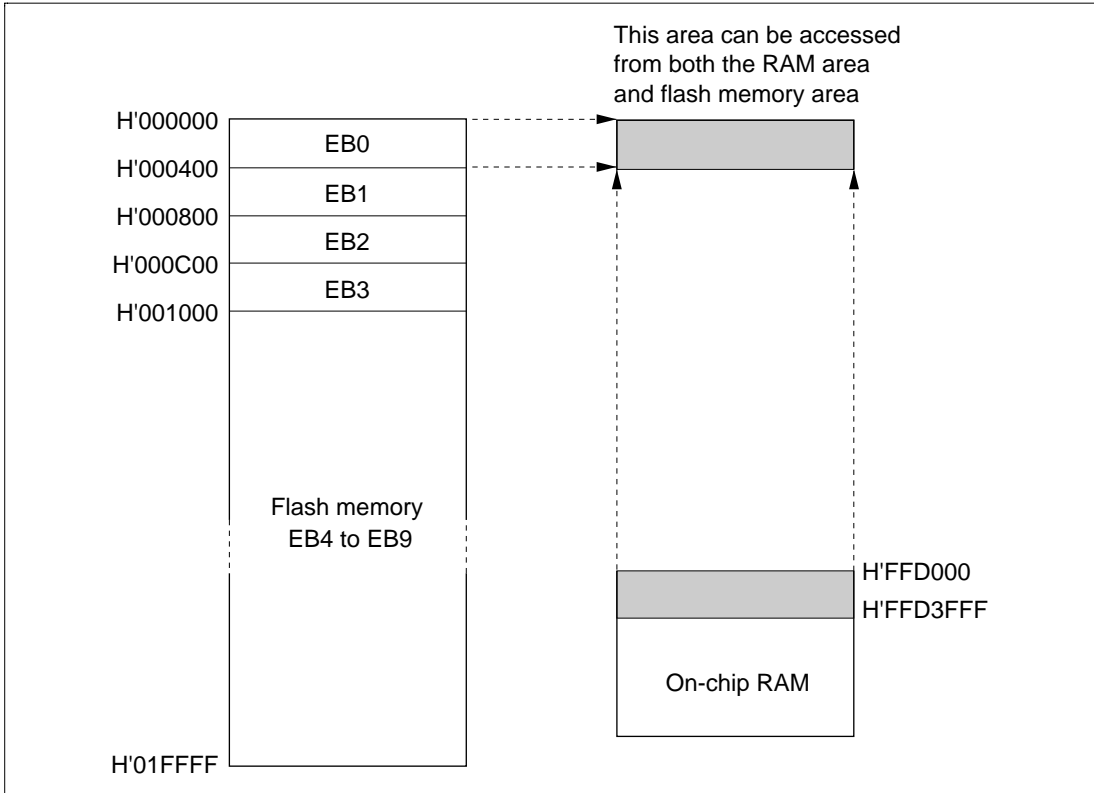 This area can be accessed
from both the RAM area
and flash memory area
H'000000
EB0
H'000400
EB1
H'000800
EB2
H'000C00
EB3
H'001000
Flash memory
EB4 to EB9
H'FFD000
H'FFD3FFF
On-chip RAM
H'01FFFF